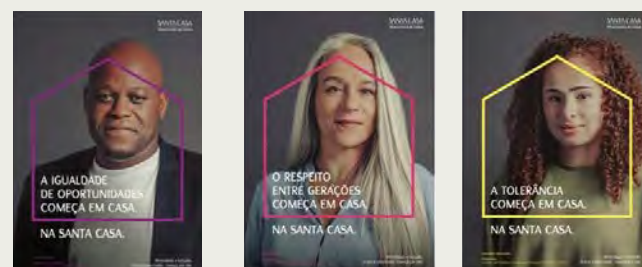 SANTA CASA
A IGUALDADE
DE OPORTUNIDADES
COMEÇA EM CASA.
NA SANTA CASA.
SANTA CASA
O RESPEITO
ENTRE GERAÇÕES
COMEÇA EM CASA.
NA SANTA CASA.
SANTA CASA
A TOLERÂNCIA
COMEÇA EM CASA.
NA SANTA CASA.